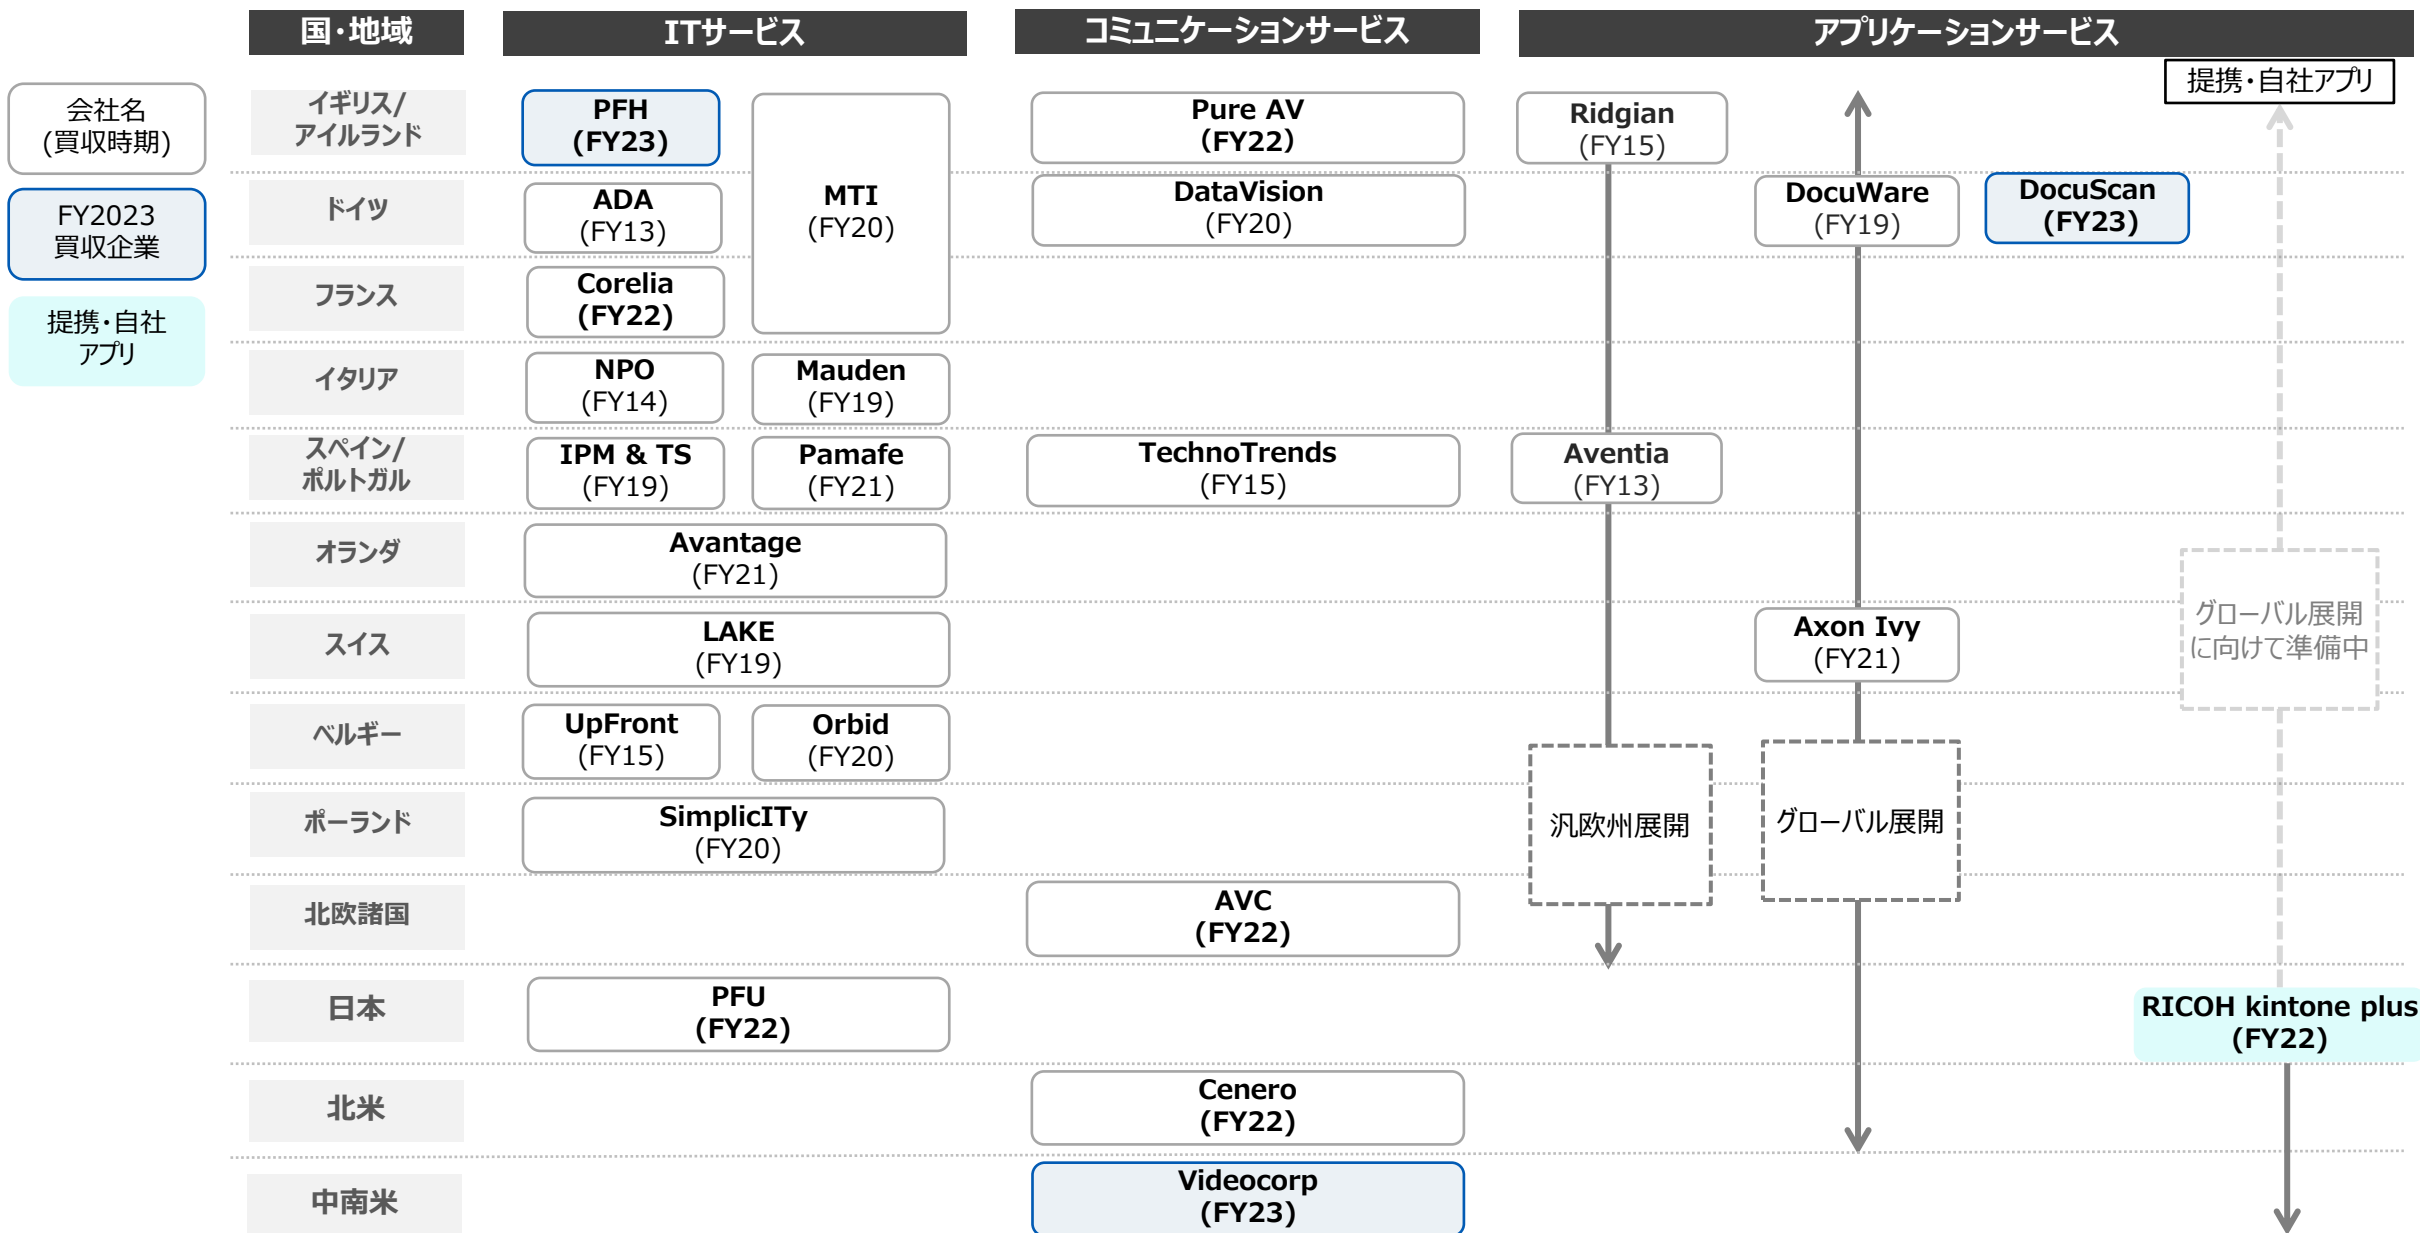 国・地域
ITサービス
コミュニケーションサービス
アプリケーションサービス
会社名
(買収時期)
FY2023
買収企業
提携・自社
アプリ
提携・自社アプリ
イギリス/
アイルランド
PFH
(FY23)
MTI
(FY20)
Pure AV
(FY22)
Ridgian
(FY15)
ドイツ
ADA
(FY13)
DataVision
(FY20)
DocuWare
(FY19)
DocuScan
(FY23)
フランス
Corelia
(FY22)
イタリア
NPO
(FY14)
Mauden
(FY19)
スペイン/
ポルトガル
IPM & TS
(FY19)
Pamafe
(FY21)
TechnoTrends
(FY15)
Aventia
(FY13)
オランダ
Avantage
(FY21)
グローバル展開
に向けて準備中
スイス
LAKE
(FY19)
Axon Ivy
(FY21)
ベルギー
UpFront
(FY15)
Orbid
(FY20)
汎欧州展開
グローバル展開
ポーランド
SimplicITy
(FY20)
北欧諸国
AVC
(FY22)
日本
PFU
(FY22)
RICOH kintone plus
(FY22)
北米
Cenero
(FY22)
中南米
Videocorp
(FY23)